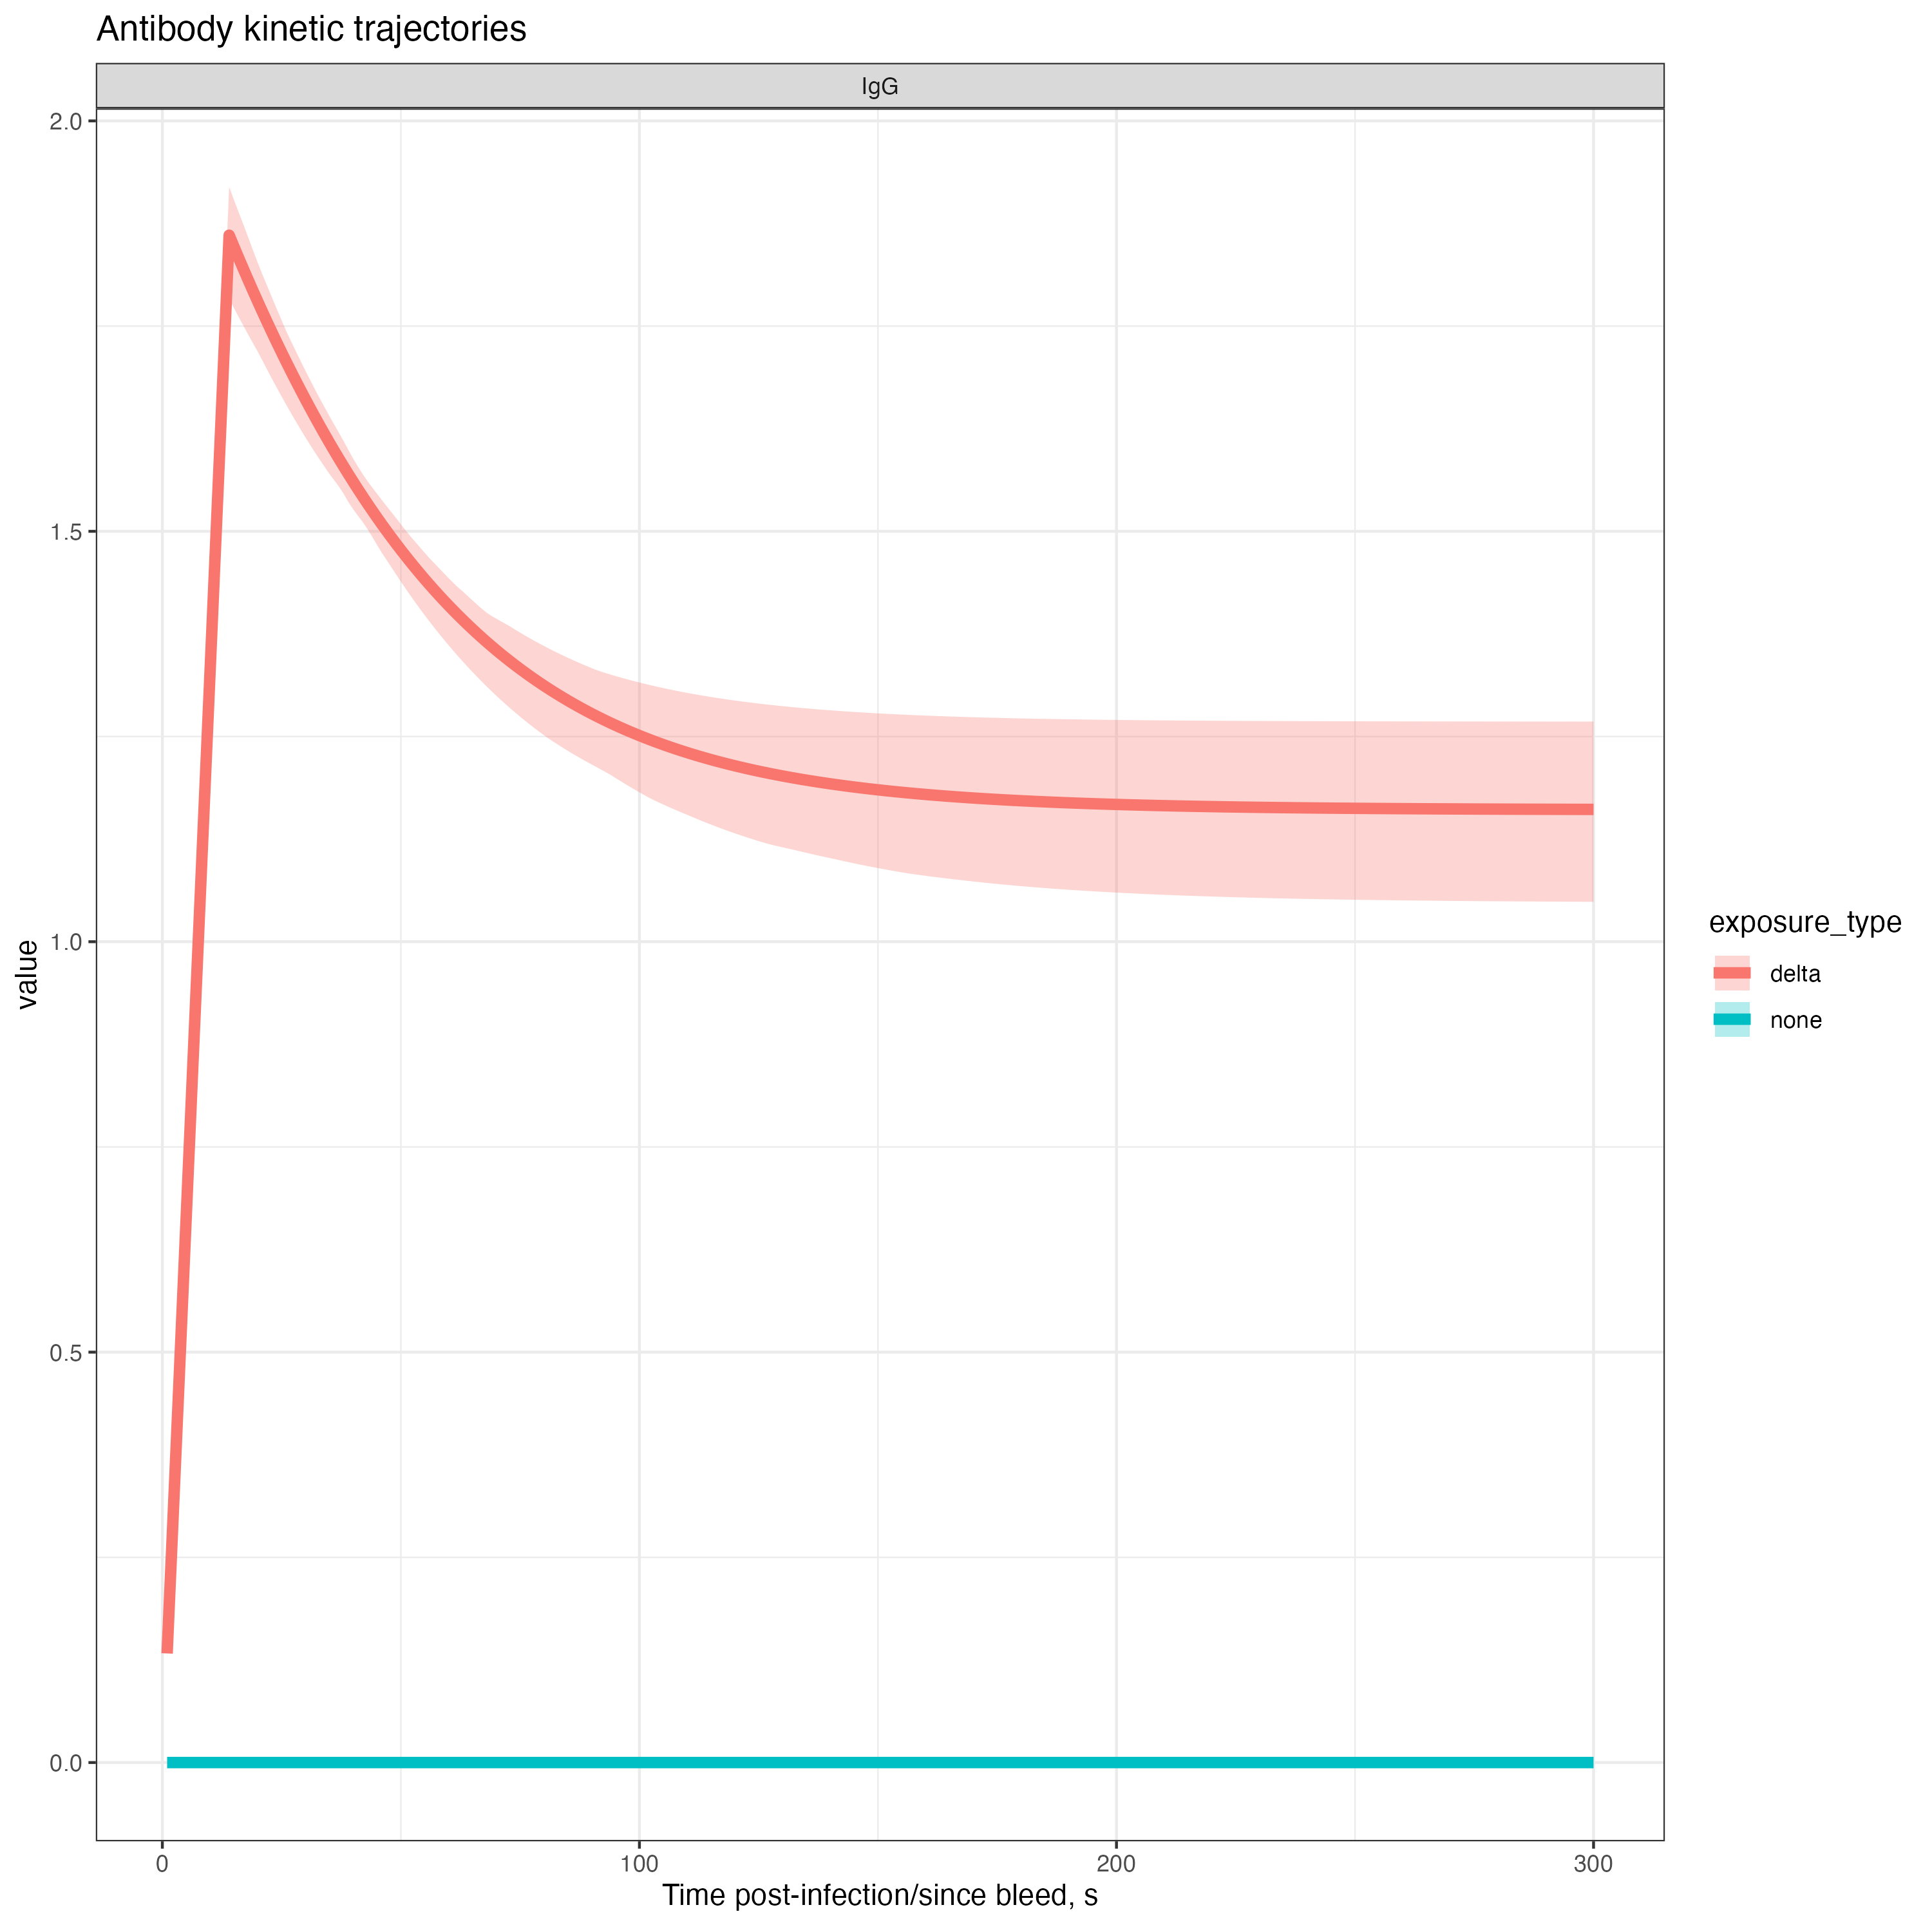 Antibody kinetic trajectories
IgG
2.0
1.5
1.0
0.5
0.0
value
0 100 200 300
Time post-infection/since bleed, s
exposure_type
delta
none